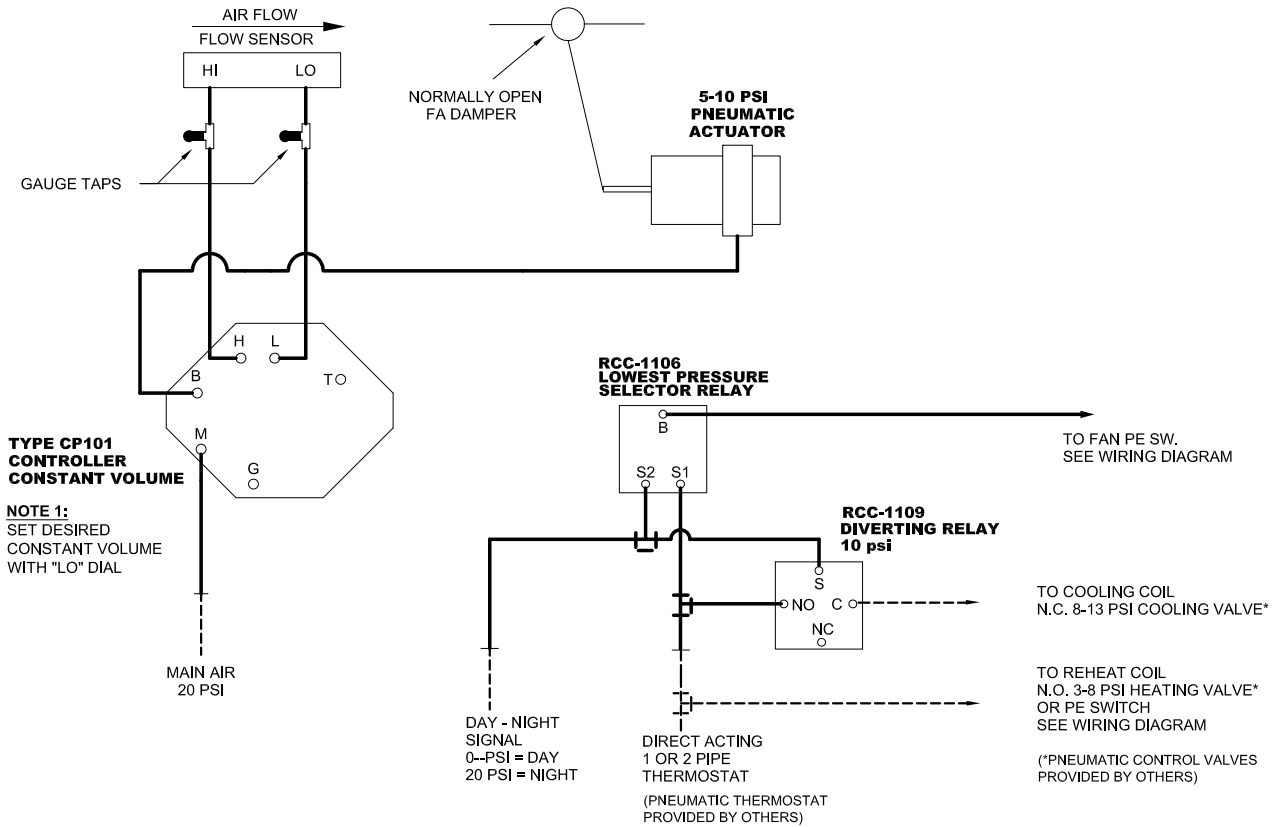 AIR FLOW
FLOW SENSOR
HI
LO
GAUGE TAPS
NORMALLY OPEN
FA DAMPER
5-10 PSI
PNEUMATIC
ACTUATOR
H
L
T
B
M
G
TYPE CP101
CONTROLLER
CONSTANT VOLUME
NOTE 1:
SET DESIRED
CONSTANT VOLUME
WITH "LO" DIAL
MAIN AIR
20 PSI
RCC-1106
LOWEST PRESSURE
SELECTOR RELAY
B
S2
S1
TO FAN PE SW.
SEE WIRING DIAGRAM
RCC-1109
DIVERTING RELAY
10 psi
S
NO
C
NC
TO COOLING COIL
N.C. 8-13 PSI COOLING VALVE*
TO REHEAT COIL
N.O. 3-8 PSI HEATING VALVE*
OR PE SWITCH
SEE WIRING DIAGRAM
(*PNEUMATIC CONTROL VALVES
PROVIDED BY OTHERS)
DAY - NIGHT
SIGNAL
0--PSI = DAY
20 PSI = NIGHT
DIRECT ACTING
1 OR 2 PIPE
THERMOSTAT
(PNEUMATIC THERMOSTAT
PROVIDED BY OTHERS)